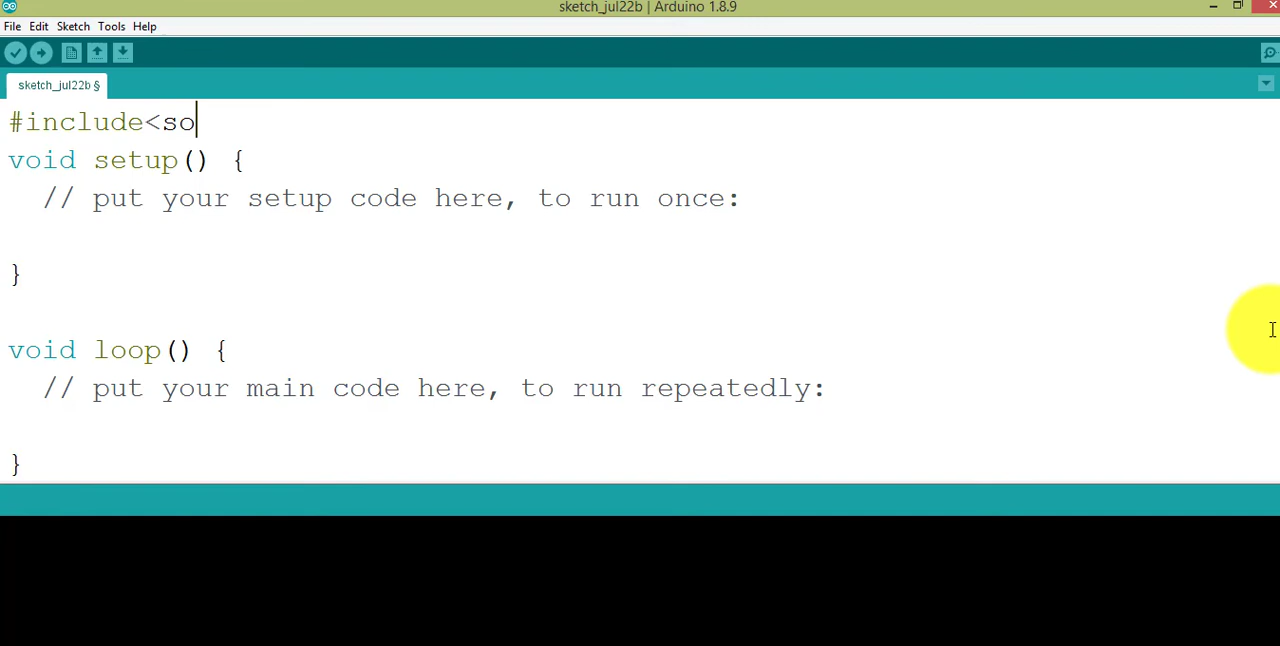 sketch_jul22b | Arduino 1.8.9
File Edit Sketch Tools Help
sketch_jul22b §
#include<so
void setup() {
  // put your setup code here, to run once:
}
void loop() {
  // put your main code here, to run repeatedly:
}